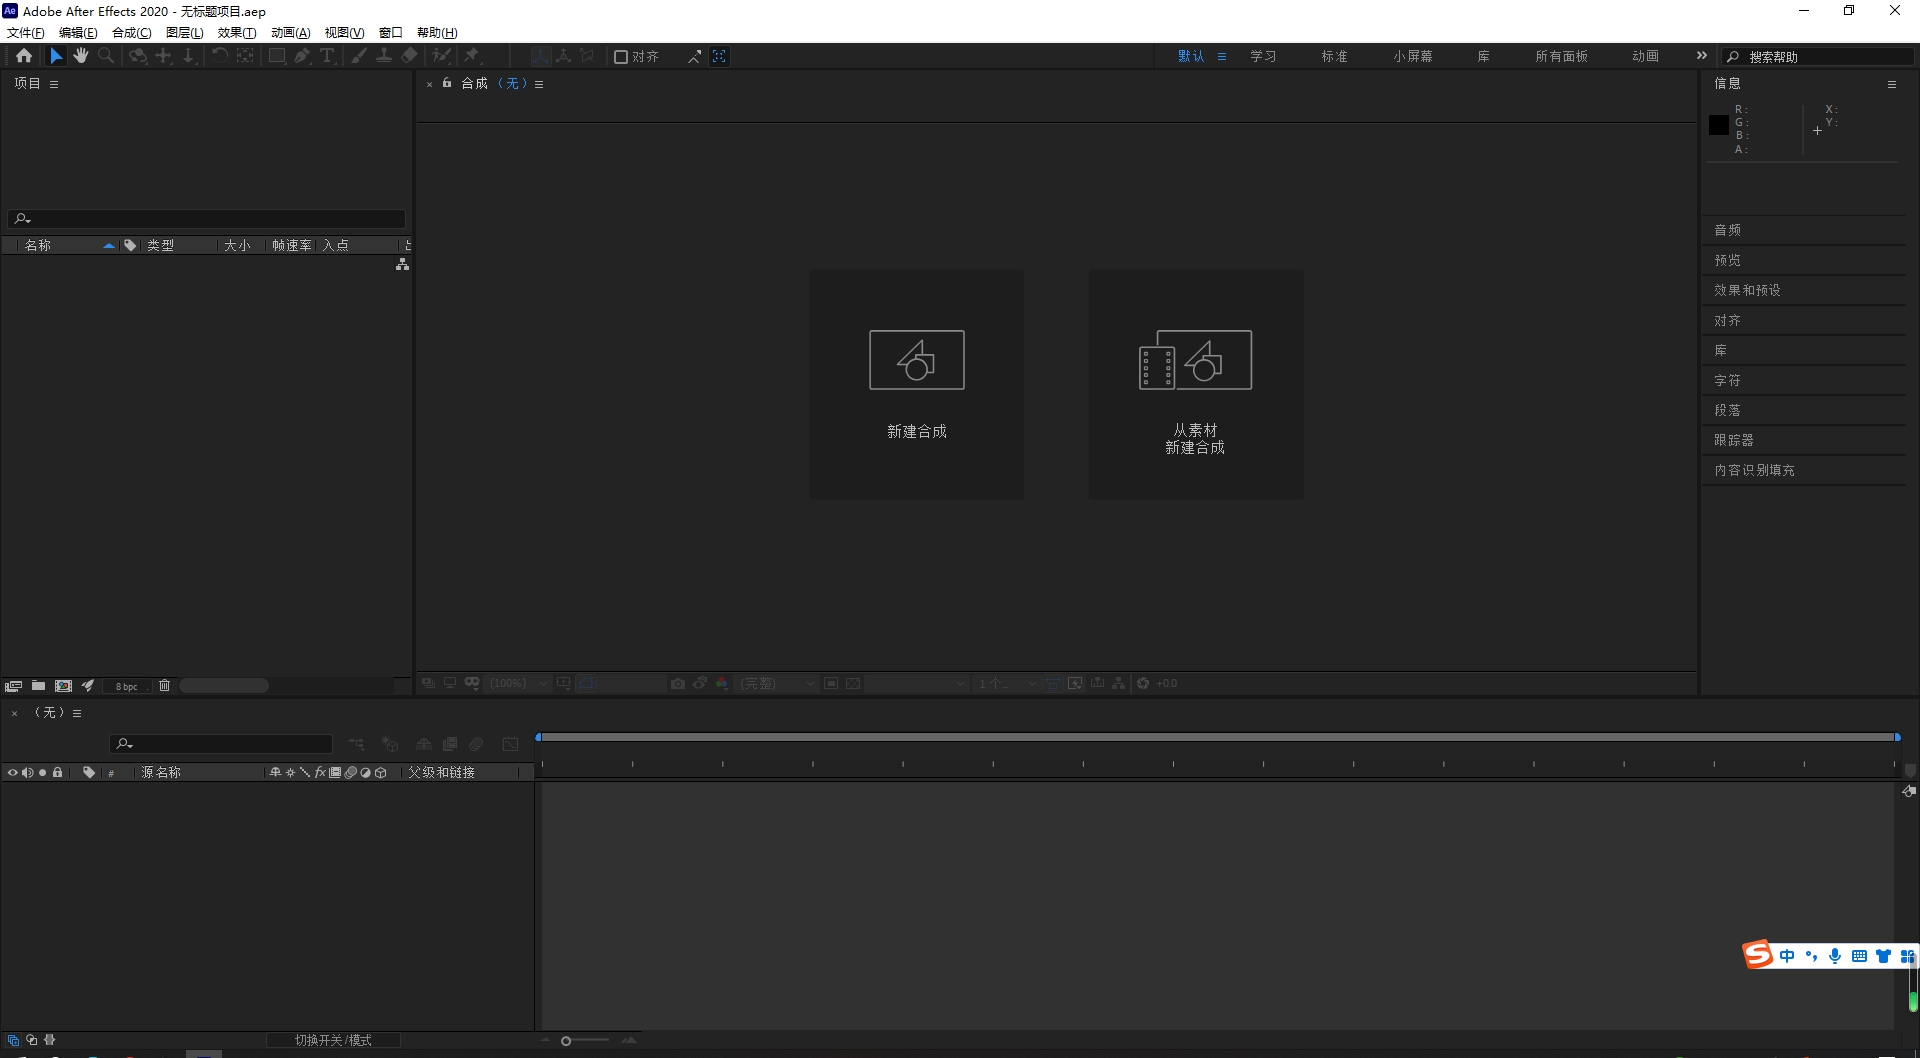 Ae Adobe After Effects 2020 - 无标题项目.aep
文件(F) 编辑(E) 合成(C) 图层(L) 效果(T) 动画(A) 视图(V) 窗口 帮助(H)
对齐 默认 学习 标准 小屏幕 库 所有面板 动画 搜索帮助
项目
合成 (无)
信息
R:
G:
B:
A:
X:
Y:
名称 类型 大小 帧速率 入点
新建合成
从素材
新建合成
音频
预览
效果和预设
对齐
库
字符
段落
跟踪器
内容识别填充
8 bpc
(100%) (完整) 1 个... +0.0
(无)
# 源名称 fx 父级和链接
中
切换开关/模式